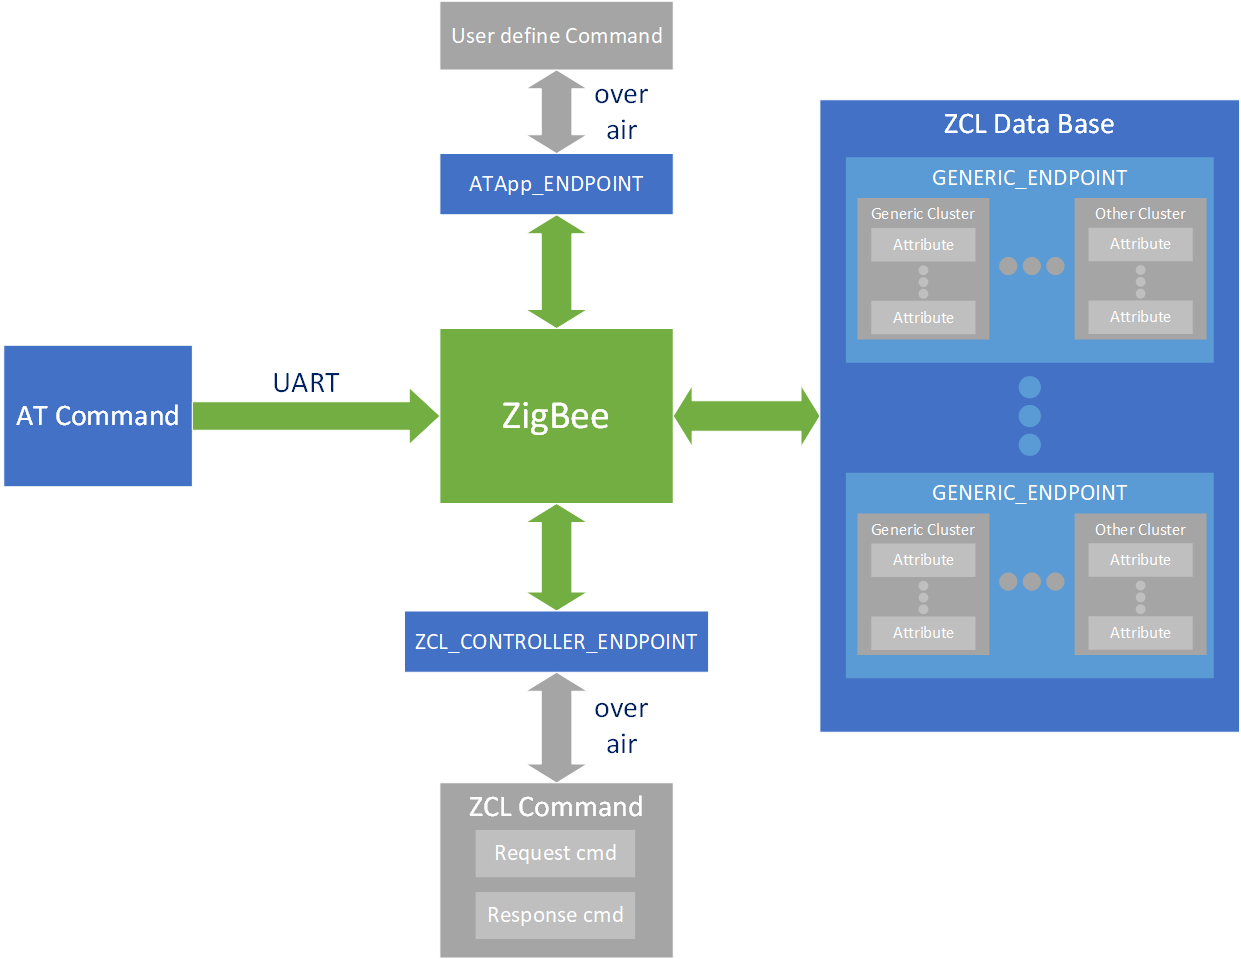 User define Command
over
air
ATApp_ENDPOINT
AT Command
UART
ZigBee
ZCL_CONTROLLER_ENDPOINT
over
air
ZCL Command
Request cmd
Response cmd
ZCL Data Base
GENERIC_ENDPOINT
Generic Cluster
Attribute
Attribute
Other Cluster
Attribute
Attribute
GENERIC_ENDPOINT
Generic Cluster
Attribute
Attribute
Other Cluster
Attribute
Attribute